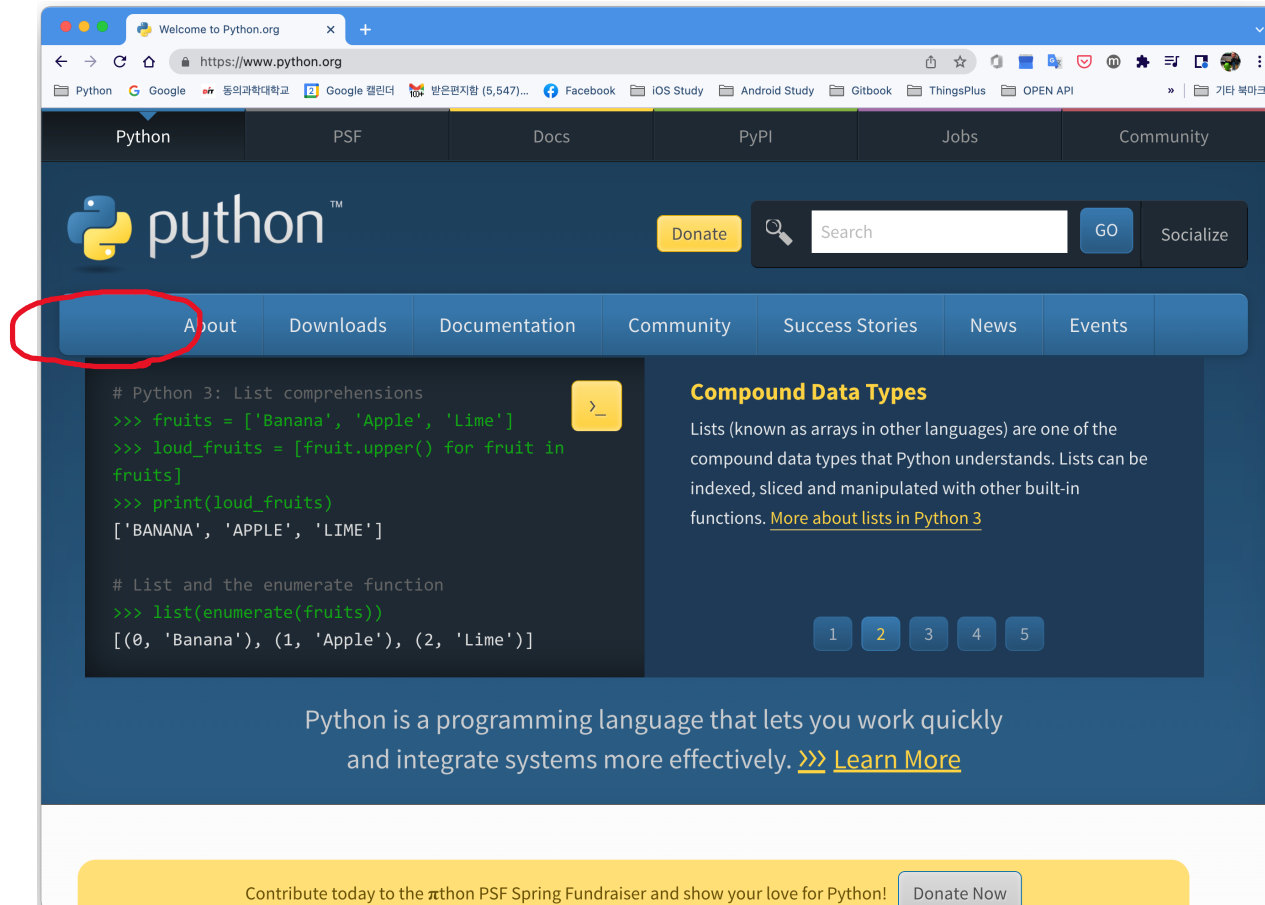 Welcome to Python.org
https://www.python.org
Python Google 동의과학대학교 Google 캘린더 받은편지함 (5,547)... Facebook iOS Study Android Study Gitbook ThingsPlus OPEN API » 기타 북마크
Python PSF Docs PyPI Jobs Community
python™
Donate Search GO Socialize
About Downloads Documentation Community Success Stories News Events
# Python 3: List comprehensions
>>> fruits = ['Banana', 'Apple', 'Lime']
>>> loud_fruits = [fruit.upper() for fruit in
fruits]
>>> print(loud_fruits)
['BANANA', 'APPLE', 'LIME']
# List and the enumerate function
>>> list(enumerate(fruits))
[(0, 'Banana'), (1, 'Apple'), (2, 'Lime')]
>_
Compound Data Types
Lists (known as arrays in other languages) are one of the
compound data types that Python understands. Lists can be
indexed, sliced and manipulated with other built-in
functions. More about lists in Python 3
1 2 3 4 5
Python is a programming language that lets you work quickly
and integrate systems more effectively. >>> Learn More
Contribute today to the πthon PSF Spring Fundraiser and show your love for Python! Donate Now